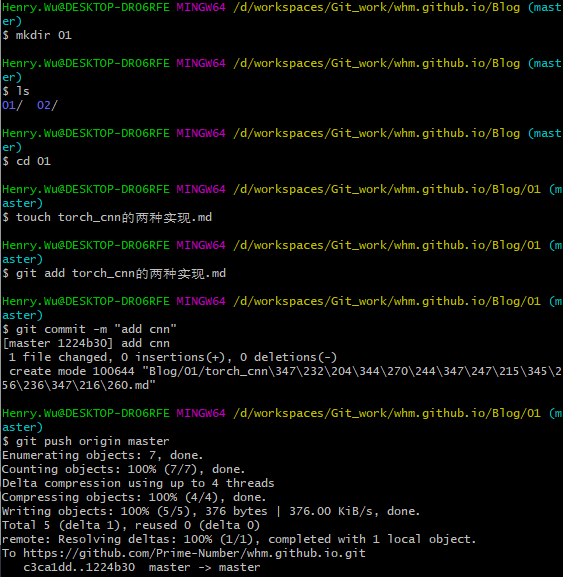 Henry.Wu@DESKTOP-DRO6RFE MINGW64 /d/workspaces/Git_work/whm.github.io/Blog (mast
er)
$ mkdir 01
Henry.Wu@DESKTOP-DRO6RFE MINGW64 /d/workspaces/Git_work/whm.github.io/Blog (mast
er)
$ ls
01/  02/
Henry.Wu@DESKTOP-DRO6RFE MINGW64 /d/workspaces/Git_work/whm.github.io/Blog (mast
er)
$ cd 01
Henry.Wu@DESKTOP-DRO6RFE MINGW64 /d/workspaces/Git_work/whm.github.io/Blog/01 (m
aster)
$ touch torch_cnn的两种实现.md
Henry.Wu@DESKTOP-DRO6RFE MINGW64 /d/workspaces/Git_work/whm.github.io/Blog/01 (m
aster)
$ git add torch_cnn的两种实现.md
Henry.Wu@DESKTOP-DRO6RFE MINGW64 /d/workspaces/Git_work/whm.github.io/Blog/01 (m
aster)
$ git commit -m "add cnn"
[master 1224b30] add cnn
 1 file changed, 0 insertions(+), 0 deletions(-)
 create mode 100644 "Blog/01/torch_cnn\347\232\204\344\270\244\347\247\215\345\2
56\236\347\216\260.md"
Henry.Wu@DESKTOP-DRO6RFE MINGW64 /d/workspaces/Git_work/whm.github.io/Blog/01 (m
aster)
$ git push origin master
Enumerating objects: 7, done.
Counting objects: 100% (7/7), done.
Delta compression using up to 4 threads
Compressing objects: 100% (4/4), done.
Writing objects: 100% (5/5), 376 bytes | 376.00 KiB/s, done.
Total 5 (delta 1), reused 0 (delta 0)
remote: Resolving deltas: 100% (1/1), completed with 1 local object.
To https://github.com/Prime-Number/whm.github.io.git
   c3ca1dd..1224b30  master -> master